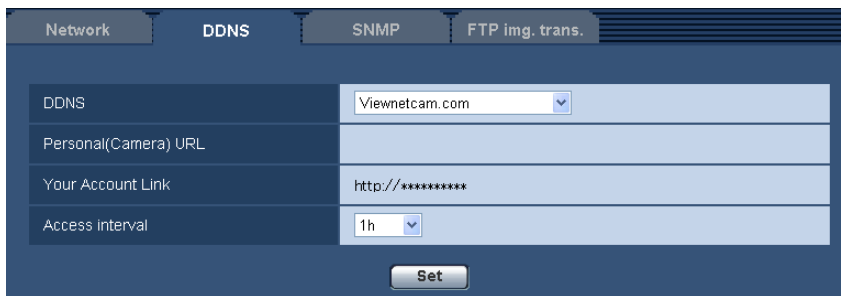 Network DDNS SNMP FTP img. trans.
DDNS Viewnetcam.com
Personal(Camera) URL
Your Account Link http://**********
Access interval 1h
Set